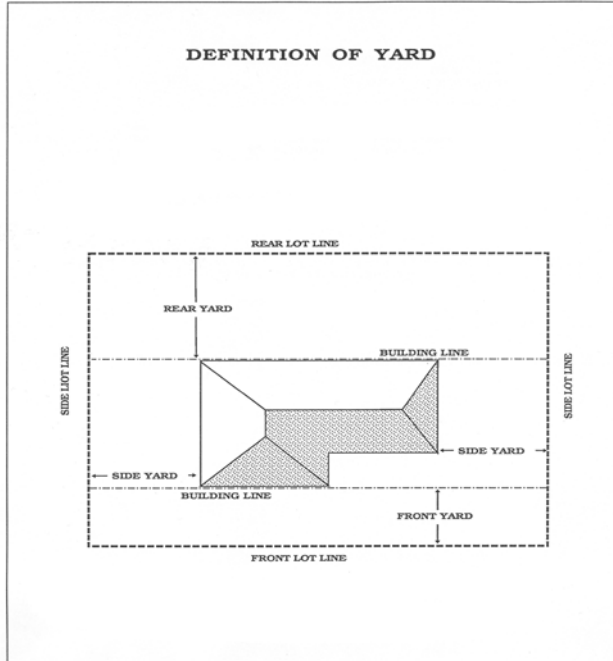 DEFINITION OF YARD
REAR LOT LINE
REAR YARD
BUILDING LINE
SIDE LIOT LINE
SIDE LOT LINE
SIDE YARD
SIDE YARD
BUILDING LINE
FRONT YARD
FRONT LOT LINE